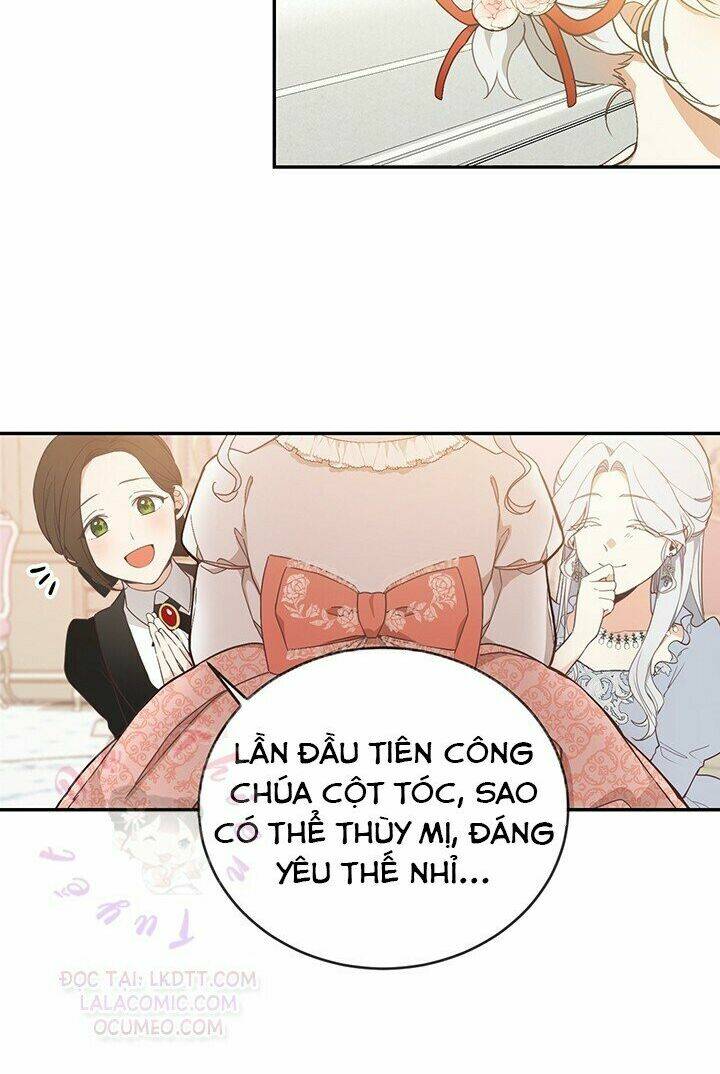 LẦN ĐẦU TIÊN CÔNG
CHÚA CỘT TÓC, SAO
CÓ THỂ THÙY MỊ, ĐÁNG
YÊU THẾ NHỈ...
ĐỌC TẠI: LKDTT.COM
LALACOMIC.COM
OCUMEO.COM